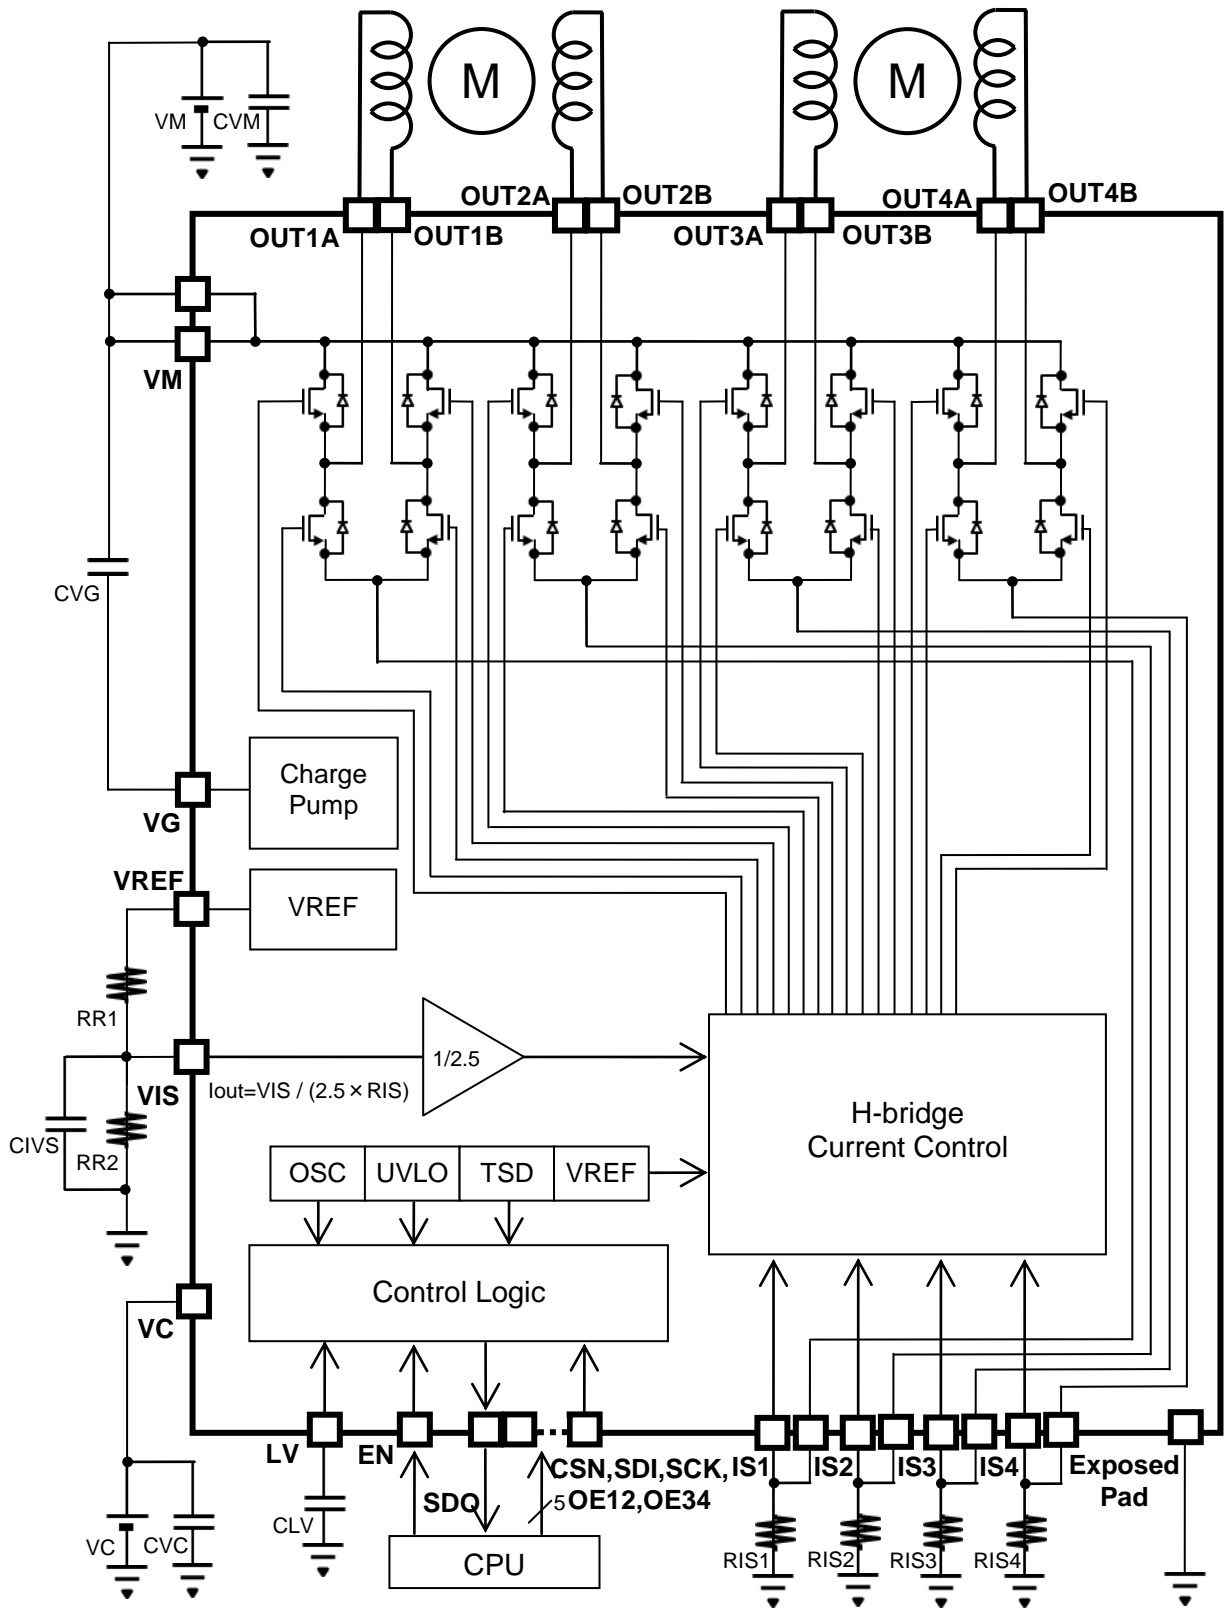 M
M
VM
CVM
OUT2A
OUT2B
OUT4A
OUT4B
OUT1A
OUT1B
OUT3A
OUT3B
VM
CVG
Charge
Pump
VG
VREF
VREF
RR1
1/2.5
VIS
Iout=VIS / (2.5×RIS)
CIVS
RR2
H-bridge
Current Control
OSC
UVLO
TSD
VREF
Control Logic
VC
LV
EN
CSN,SDI,SCK,
IS1
IS2
IS3
IS4
Exposed
Pad
SDO
5
OE12,OE34
VC
CVC
CLV
CPU
RIS1
RIS2
RIS3
RIS4